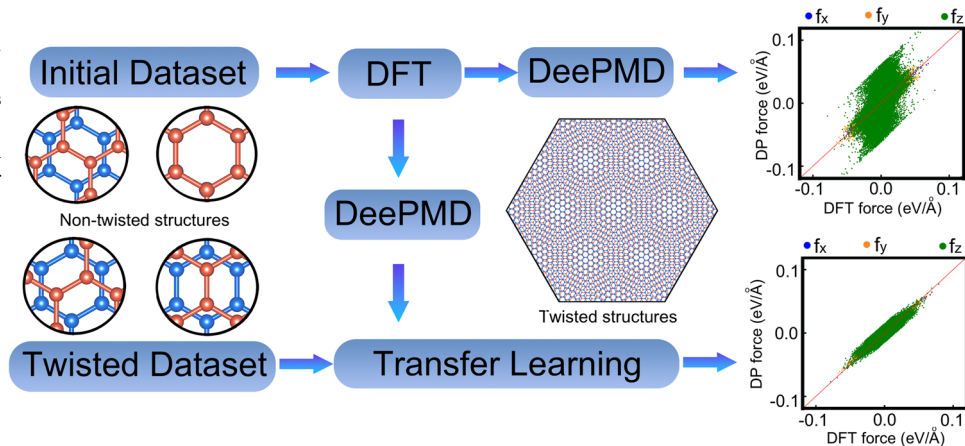 Initial Dataset
DFT
DeePMD
Non-twisted structures
DeePMD
Twisted structures
Twisted Dataset
Transfer Learning
fx
fy
fz
DP force (eV/Å)
0.1
0.0
-0.1
-0.1
0.0
0.1
DFT force (eV/Å)
fx
fy
fz
DP force (eV/Å)
0.1
0.0
-0.1
-0.1
0.0
0.1
DFT force (eV/Å)